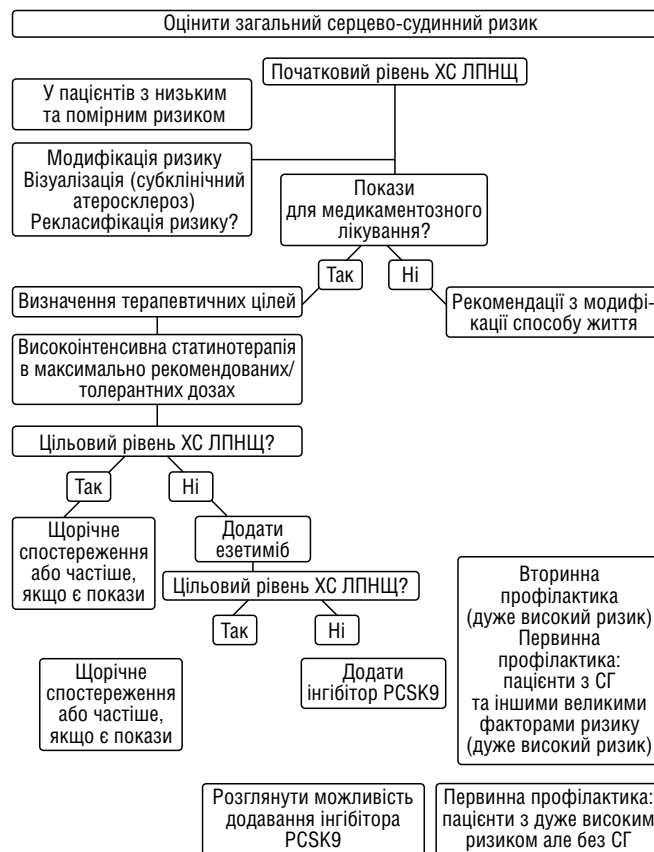 Оцінити загальний серцево-судинний ризик
Початковий рівень ХС ЛПНЩ
У пацієнтів з низьким
та помірним ризиком
Модифікація ризику
Візуалізація (субклінічний
атеросклероз)
Рекласифікація ризику?
Покази
для медикаментозного
лікування?
Так
Ні
Визначення терапевтичних цілей
Рекомендації з модифі-
кації способу життя
Високоінтенсивна статинотерапія
в максимально рекомендованих/
толерантних дозах
Цільовий рівень ХС ЛПНЩ?
Так
Ні
Щорічне
спостереження
або частіше,
якщо є покази
Додати
езетиміб
Цільовий рівень ХС ЛПНЩ?
Так
Ні
Щорічне
спостереження
або частіше,
якщо є покази
Додати
інгібітор PCSK9
Вторинна
профілактика
(дуже високий ризик)
Первинна
профілактика:
пацієнти з СГ
та іншими великими
факторами ризику
(дуже високий ризик)
Розглянути можливість
додавання інгібітора
PCSK9
Первинна профілактика:
пацієнти з дуже високим
ризиком але без СГ